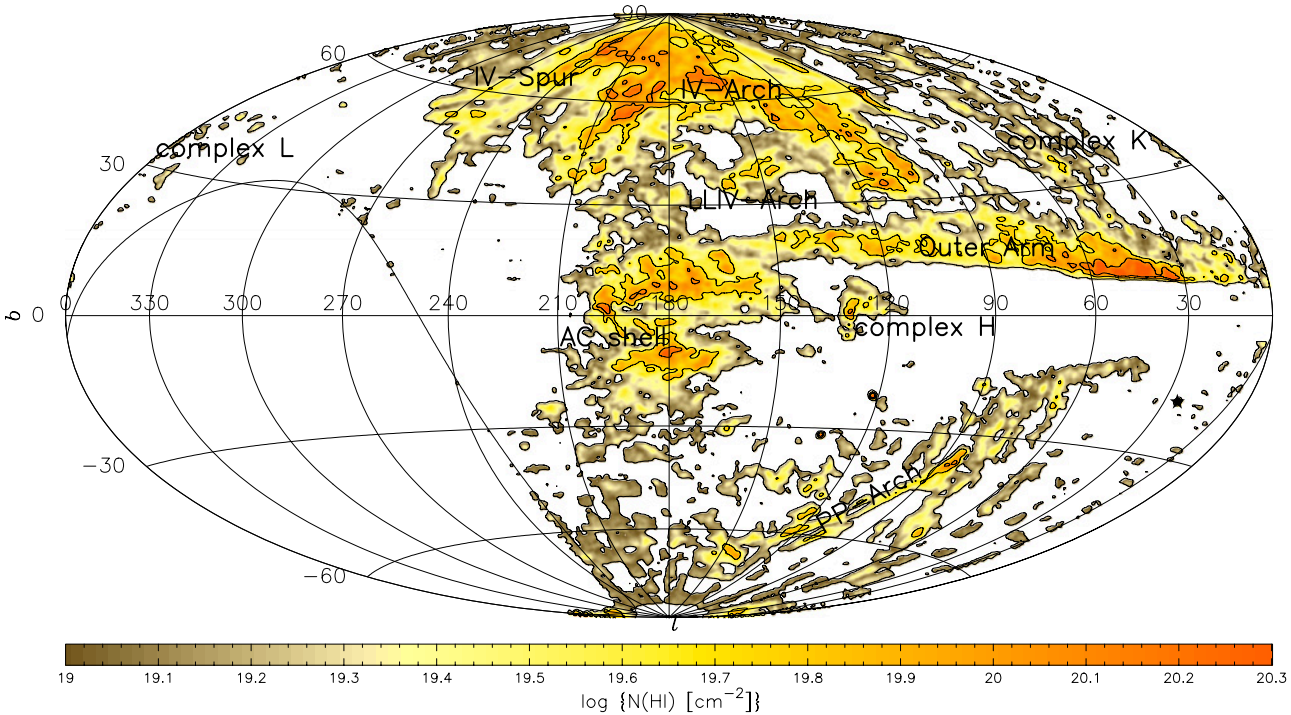 90
60
IV-Spur
IV-Arch
complex L
complex K
30
LLIV-Arch
Outer Arm
b
0
0 330 300 270 210 180 150 130 90 60 30
AC shell
complex H
-30
PP-Arch
-60
l
19 19.1 19.2 19.3 19.4 19.5 19.6 19.7 19.8 19.9 20 20.1 20.2 20.3
log {N(HI) [cm⁻²]}